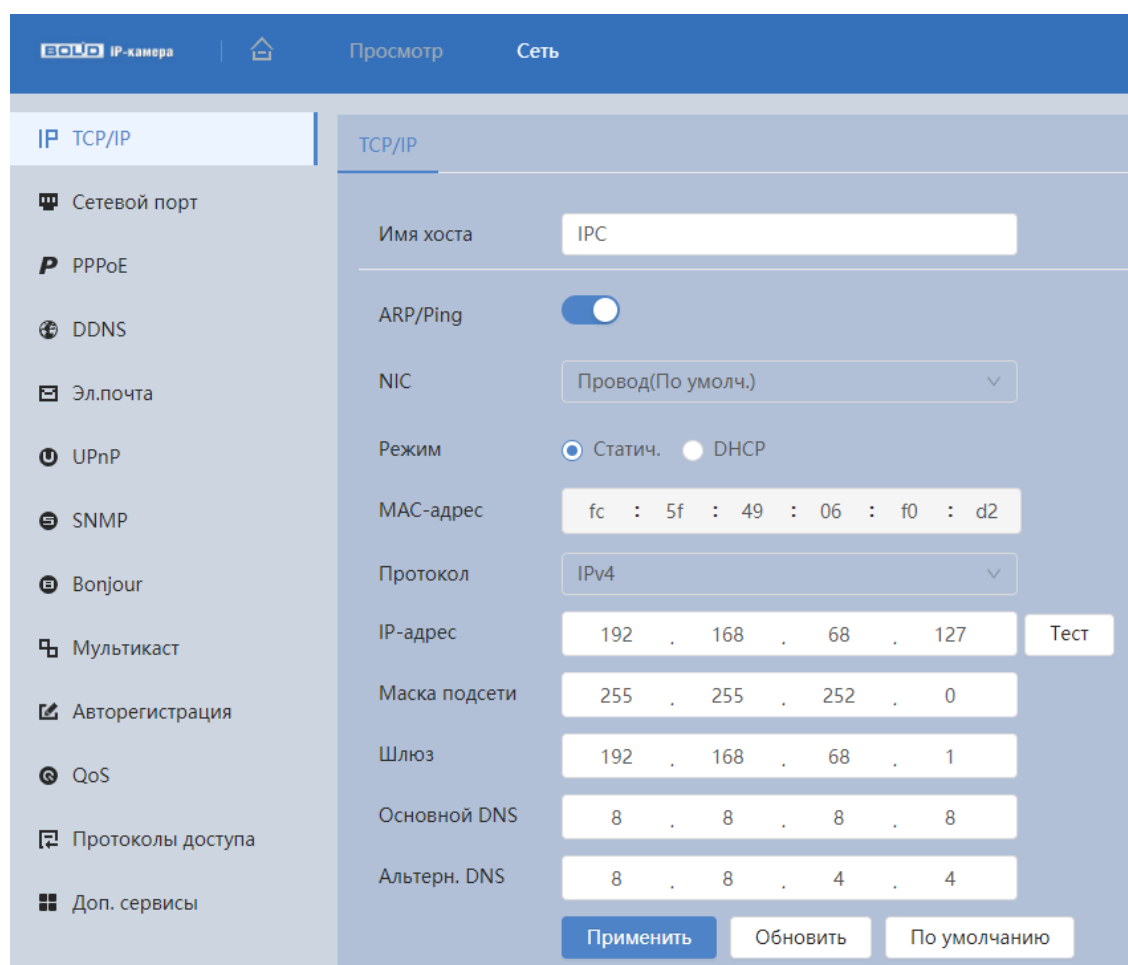 BOLID IP-камера Просмотр Сеть
TCP/IP
Сетевой порт
PPPoE
DDNS
Эл.почта
UPnP
SNMP
Bonjour
Мультикаст
Авторегистрация
QoS
Протоколы доступа
Доп. сервисы
TCP/IP
Имя хоста IPC
ARP/Ping
NIC Провод(По умолч.)
Режим Статич. DHCP
MAC-адрес fc : 5f : 49 : 06 : f0 : d2
Протокол IPv4
IP-адрес 192 . 168 . 68 . 127 Тест
Маска подсети 255 . 255 . 252 . 0
Шлюз 192 . 168 . 68 . 1
Основной DNS 8 . 8 . 8 . 8
Альтерн. DNS 8 . 8 . 4 . 4
Применить Обновить По умолчанию